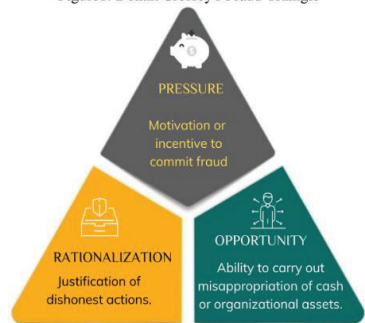 PRESSURE
Motivation or
incentive to
commit fraud
RATIONALIZATION
Justification of
dishonest actions.
OPPORTUNITY
Ability to carry out
misappropriation of cash
or organizational assets.